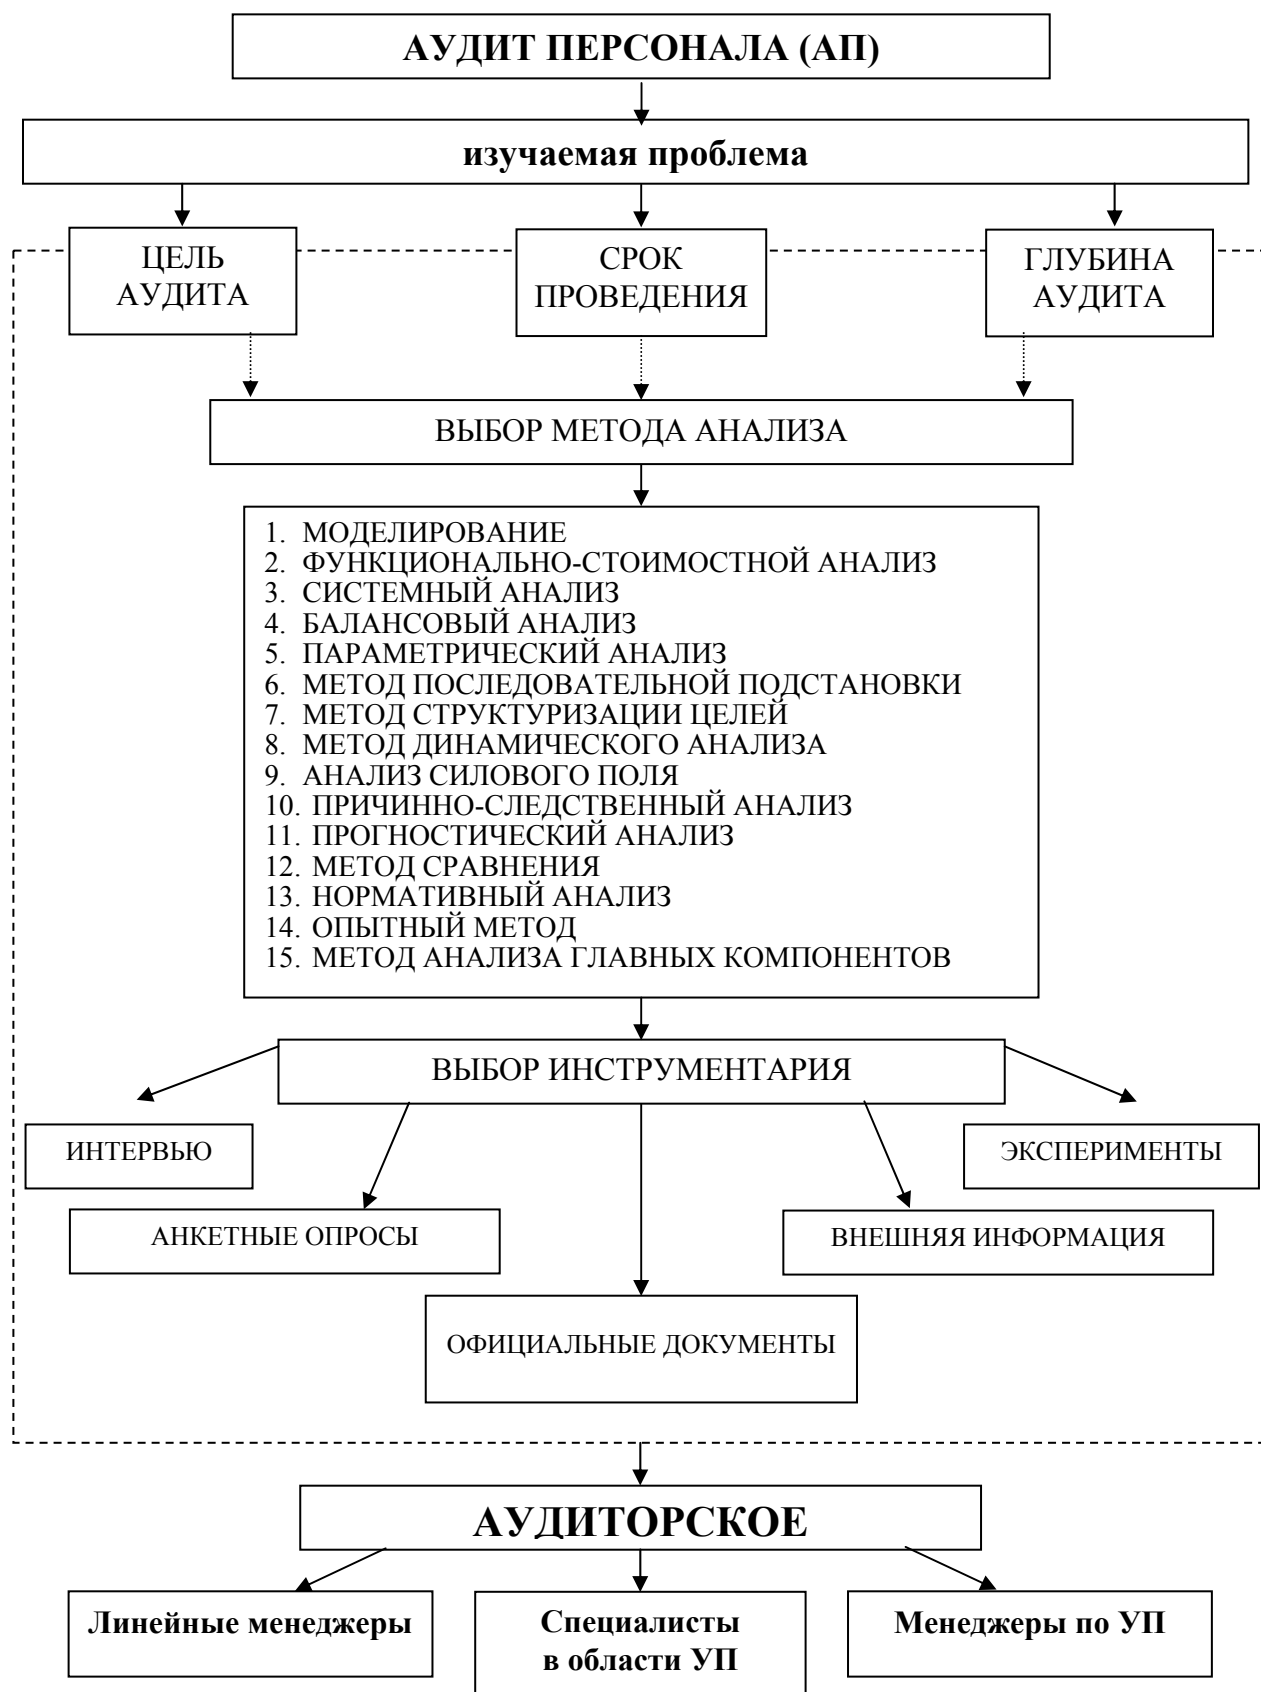 АУДИТ ПЕРСОНАЛА (АП)
изучаемая проблема
ЦЕЛЬ
АУДИТА
СРОК
ПРОВЕДЕНИЯ
ГЛУБИНА
АУДИТА
ВЫБОР МЕТОДА АНАЛИЗА
1. МОДЕЛИРОВАНИЕ
2. ФУНКЦИОНАЛЬНО-СТОИМОСТНОЙ АНАЛИЗ
3. СИСТЕМНЫЙ АНАЛИЗ
4. БАЛАНСОВЫЙ АНАЛИЗ
5. ПАРАМЕТРИЧЕСКИЙ АНАЛИЗ
6. МЕТОД ПОСЛЕДОВАТЕЛЬНОЙ ПОДСТАНОВКИ
7. МЕТОД СТРУКТУРИЗАЦИИ ЦЕЛЕЙ
8. МЕТОД ДИНАМИЧЕСКОГО АНАЛИЗА
9. АНАЛИЗ СИЛОВОГО ПОЛЯ
10. ПРИЧИННО-СЛЕДСТВЕННЫЙ АНАЛИЗ
11. ПРОГНОСТИЧЕСКИЙ АНАЛИЗ
12. МЕТОД СРАВНЕНИЯ
13. НОРМАТИВНЫЙ АНАЛИЗ
14. ОПЫТНЫЙ МЕТОД
15. МЕТОД АНАЛИЗА ГЛАВНЫХ КОМПОНЕНТОВ
ВЫБОР ИНСТРУМЕНТАРИЯ
ИНТЕРВЬЮ
ЭКСПЕРИМЕНТЫ
АНКЕТНЫЕ ОПРОСЫ
ВНЕШНЯЯ ИНФОРМАЦИЯ
ОФИЦИАЛЬНЫЕ ДОКУМЕНТЫ
АУДИТОРСКОЕ
Линейные менеджеры
Специалисты
в области УП
Менеджеры по УП